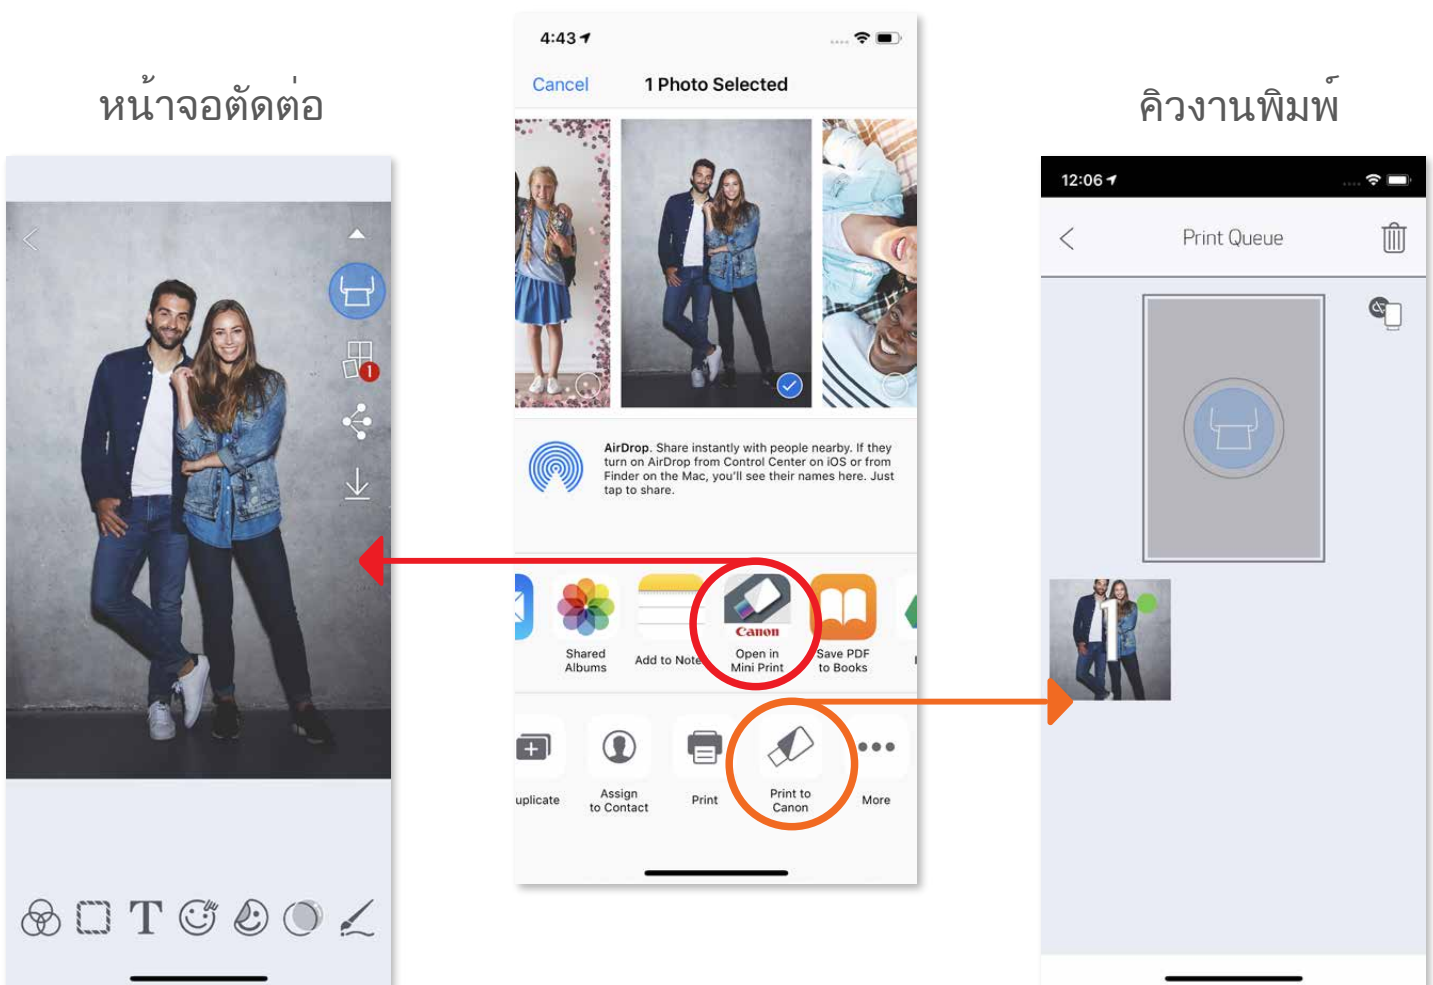 หน้าจอตัดต่อ
1
4:43
Cancel
1 Photo Selected
AirDrop. Share instantly with people nearby. If they
turn on AirDrop from Control Center on iOS or from
Finder on the Mac, you'll see their names here. Just
tap to share.
Canon
Shared
Albums
Add to Note
Open in
Mini Print
Save PDF
to Books
uplicate
Assign
to Contact
Print
Print to
Canon
More
คิวงานพิมพ์
12:06
Print Queue
1